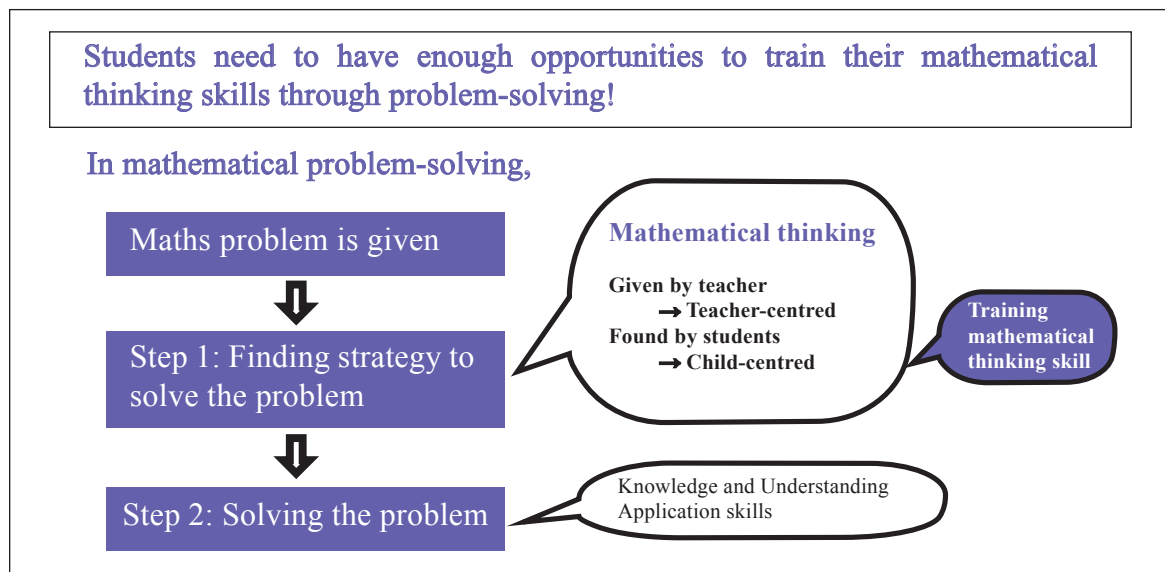 Students need to have enough opportunities to train their mathematical
thinking skills through problem-solving!
In mathematical problem-solving,
Maths problem is given
Step 1: Finding strategy to
solve the problem
Step 2: Solving the problem
Mathematical thinking
Given by teacher
→ Teacher-centred
Found by students
→ Child-centred
Training
mathematical
thinking skill
Knowledge and Understanding
Application skills